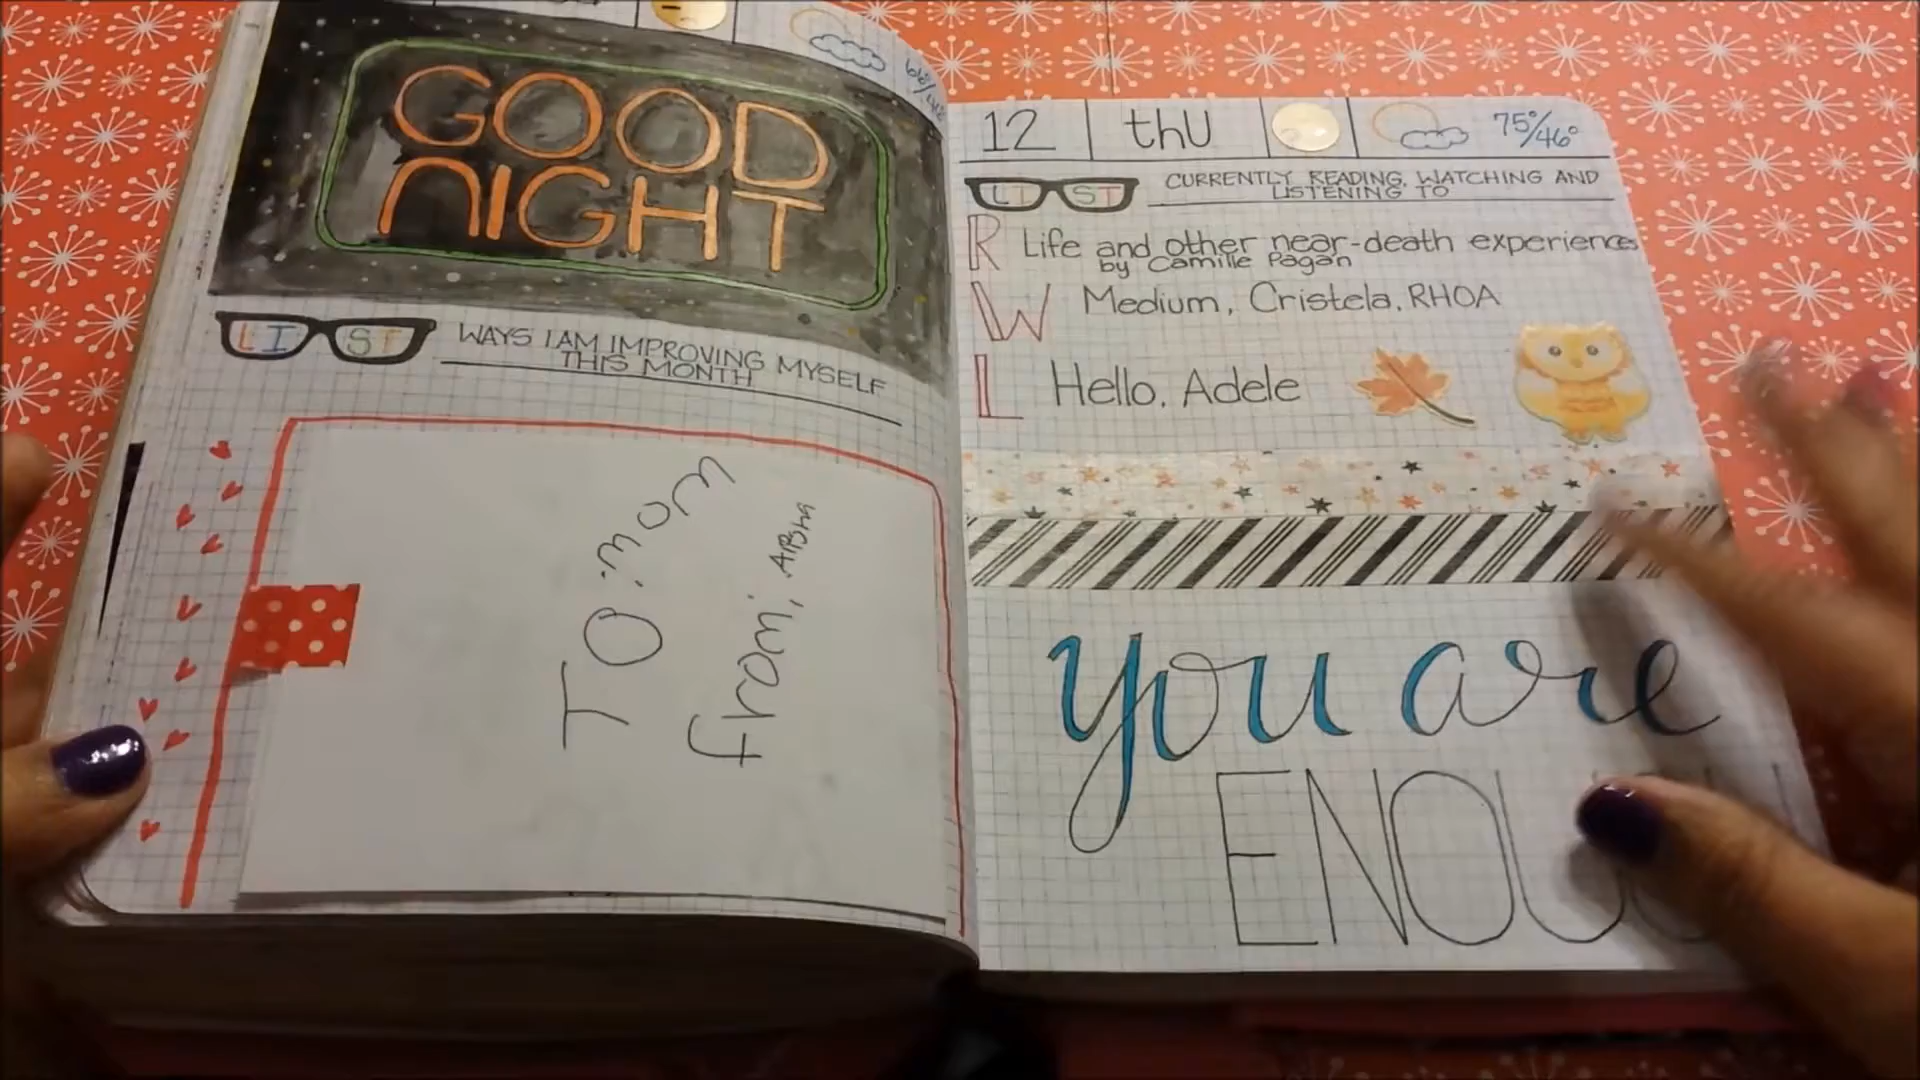 GOOD
NIGHT
LIST
WAYS I AM IMPROVING MYSELF
THIS MONTH
TO: mom
from,
12
thU
75°/46°
LIST
CURRENTLY READING, WATCHING AND
LISTENING TO
R Life and other near-death experiences
by Camille Pagán
W Medium, Cristela, RHOA
L Hello, Adele
you are